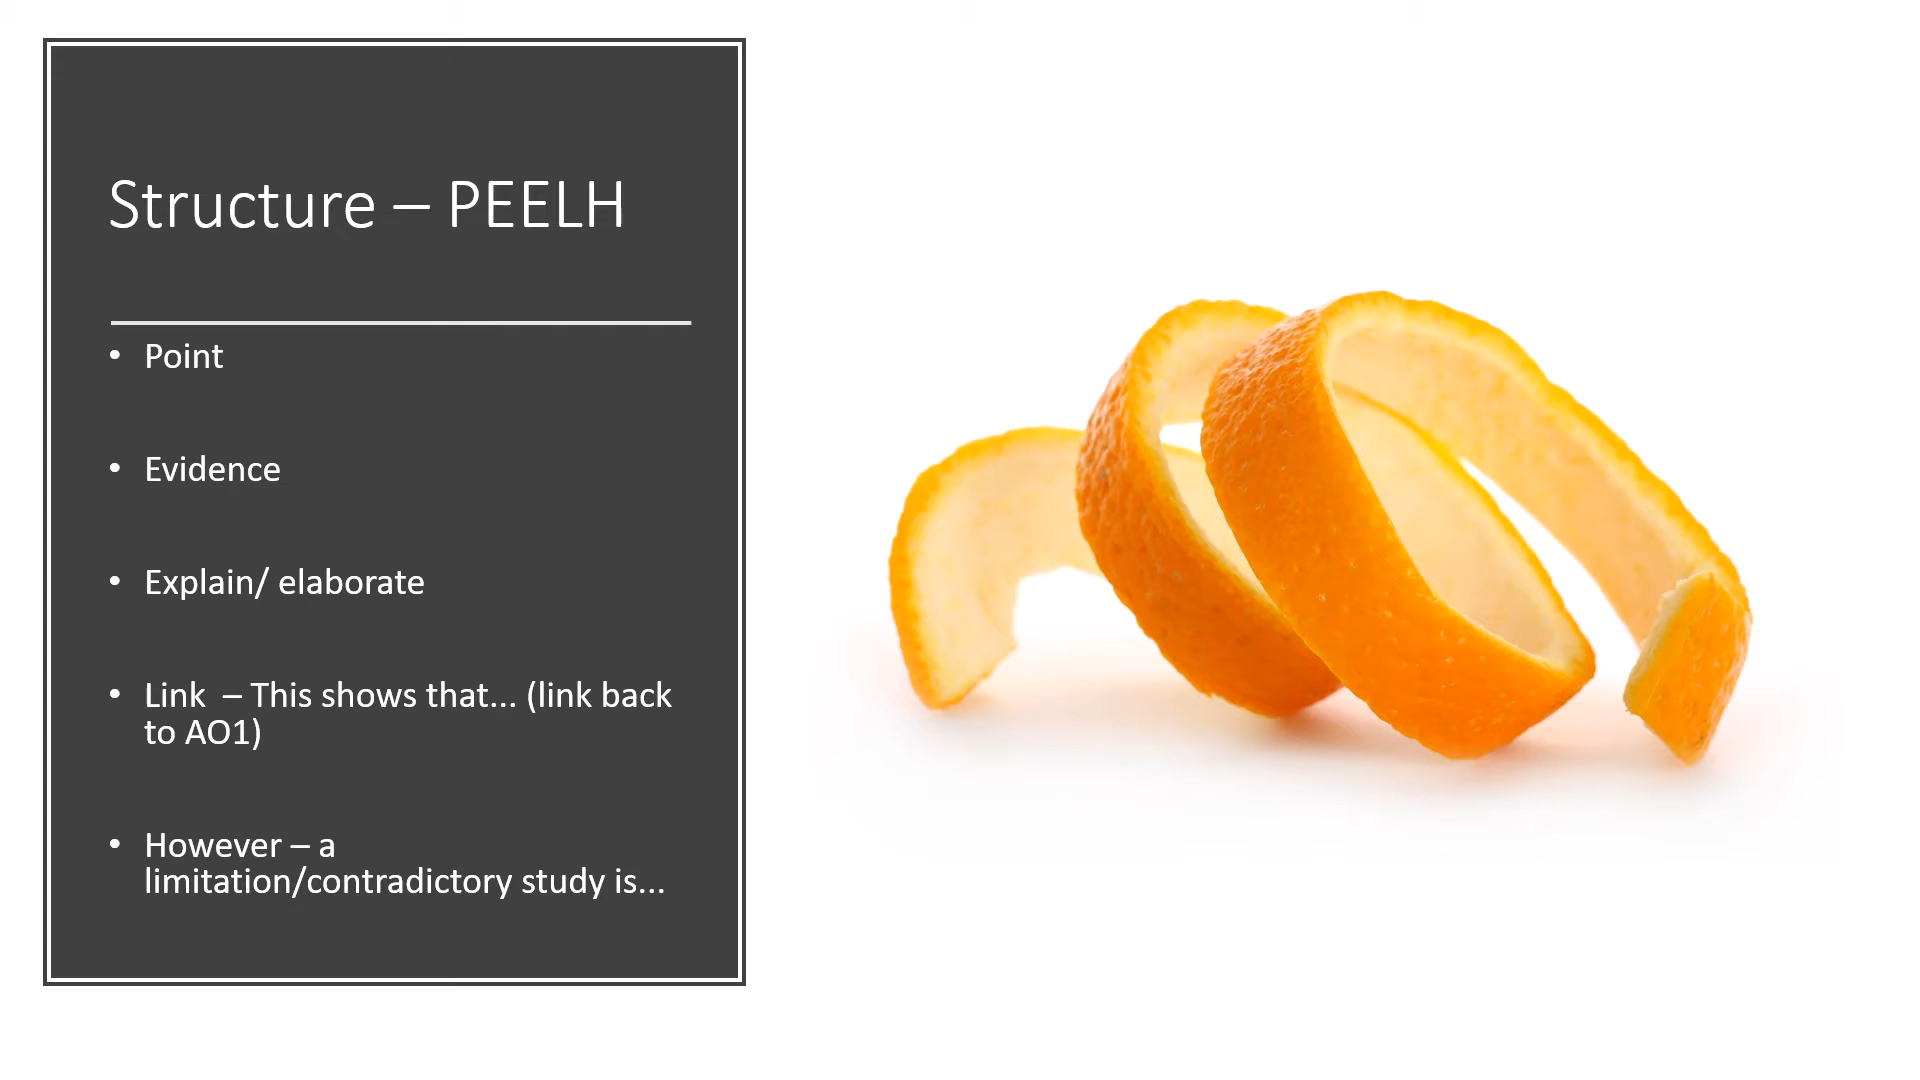 Structure – PEELH
• Point
• Evidence
• Explain/ elaborate
• Link  – This shows that... (link back
to AO1)
• However – a
limitation/contradictory study is...